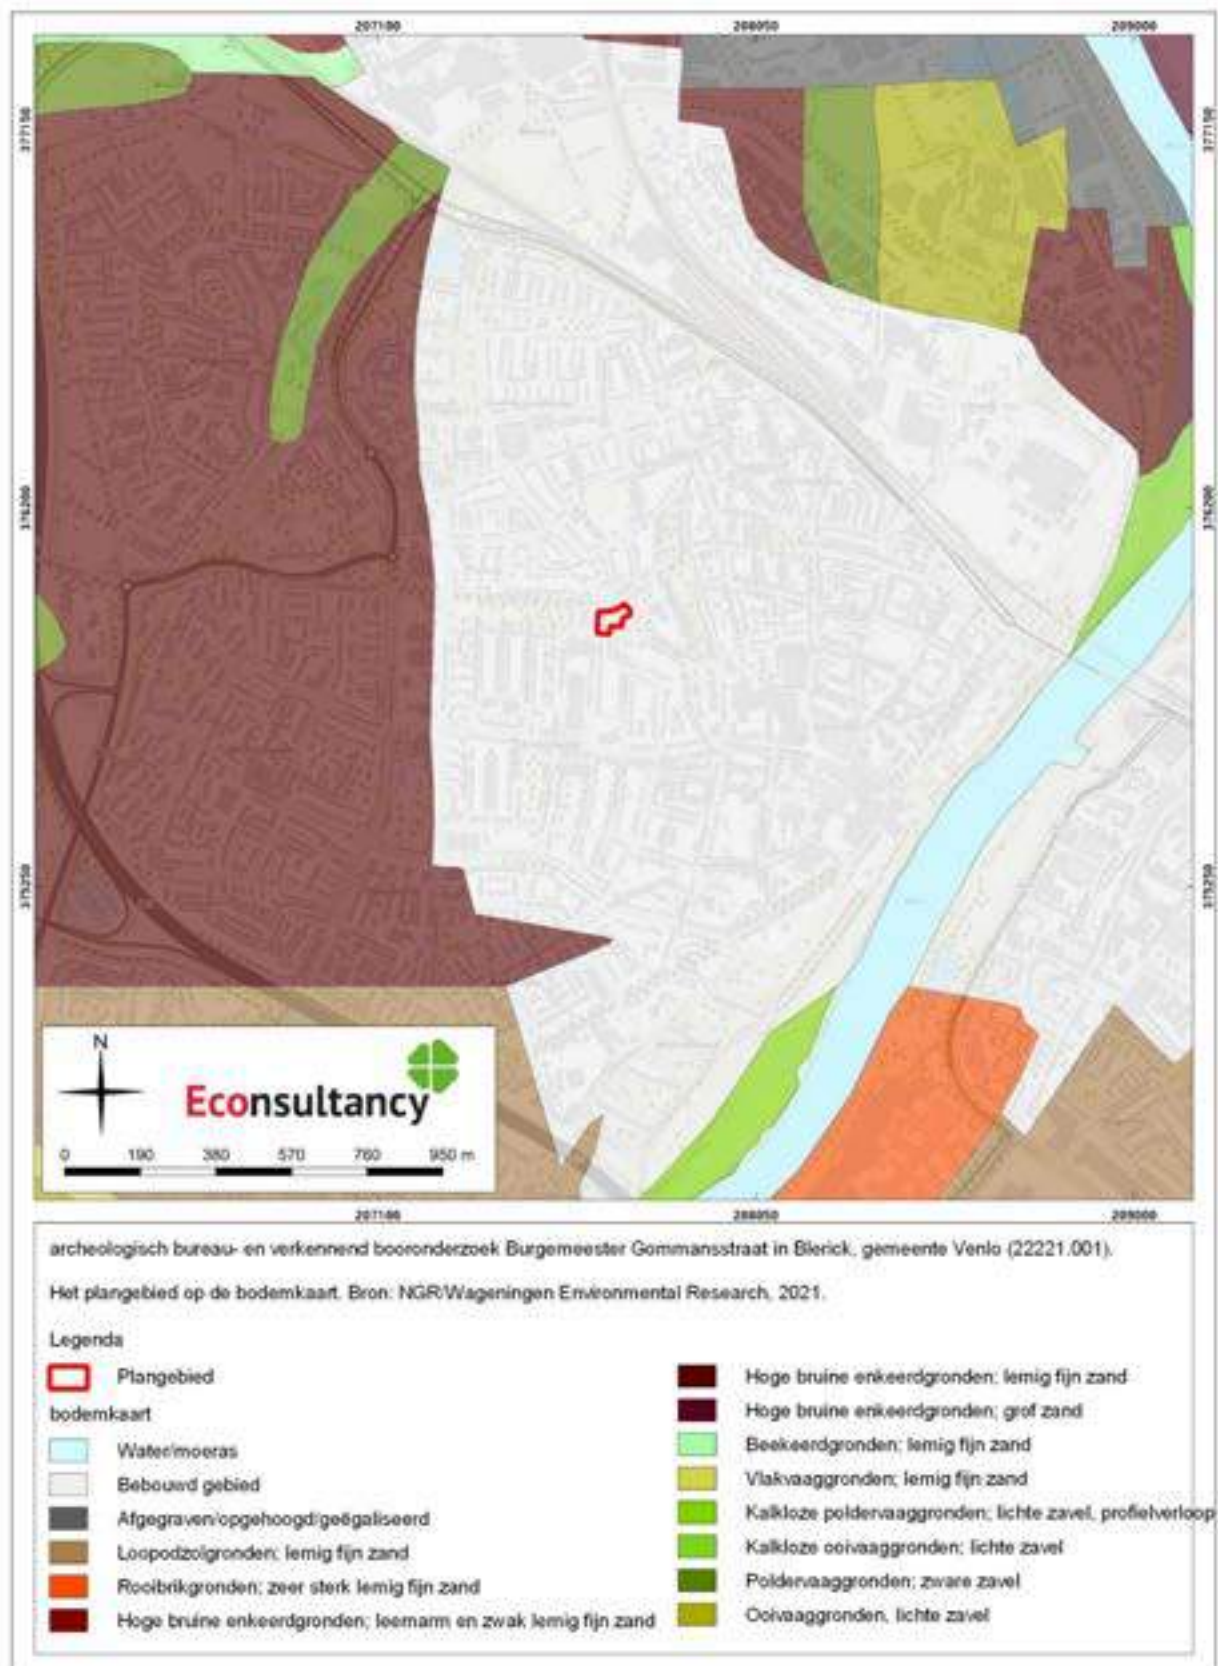 207100 208050 209000
377150 377150
376200 376200
375250 375250
N
Econsultancy
0 190 380 570 760 950 m
207100 208050 209000
archeologisch bureau- en verkennend booronderzoek Burgemeester Gommansstraat in Blerick, gemeente Venlo (22221.001).
Het plangebied op de bodemkaart. Bron: NGR/Wageningen Environmental Research, 2021.
Legenda
Plangebied
bodemkaart
Water/moeras
Bebouwd gebied
Afgegraven/opgehoogd/geëgaliseerd
Loopodzolgronden; lemig fijn zand
Rooibrikgronden; zeer sterk lemig fijn zand
Hoge bruine enkeerdgronden; leemarm en zwak lemig fijn zand
Hoge bruine enkeerdgronden; lemig fijn zand
Hoge bruine enkeerdgronden; grof zand
Beekeerdgronden; lemig fijn zand
Vlakvaaggronden; lemig fijn zand
Kalkloze poldervaaggronden; lichte zavel, profielverloop
Kalkloze ooivaaggronden; lichte zavel
Poldervaaggronden; zware zavel
Ooivaaggronden, lichte zavel